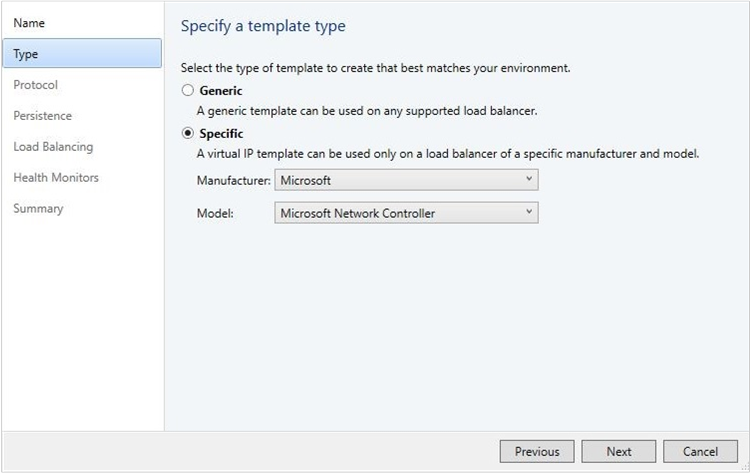 Name
Type
Protocol
Persistence
Load Balancing
Health Monitors
Summary
Specify a template type
Select the type of template to create that best matches your environment.
Generic
A generic template can be used on any supported load balancer.
Specific
A virtual IP template can be used only on a load balancer of a specific manufacturer and model.
Manufacturer: Microsoft
Model: Microsoft Network Controller
Previous Next Cancel